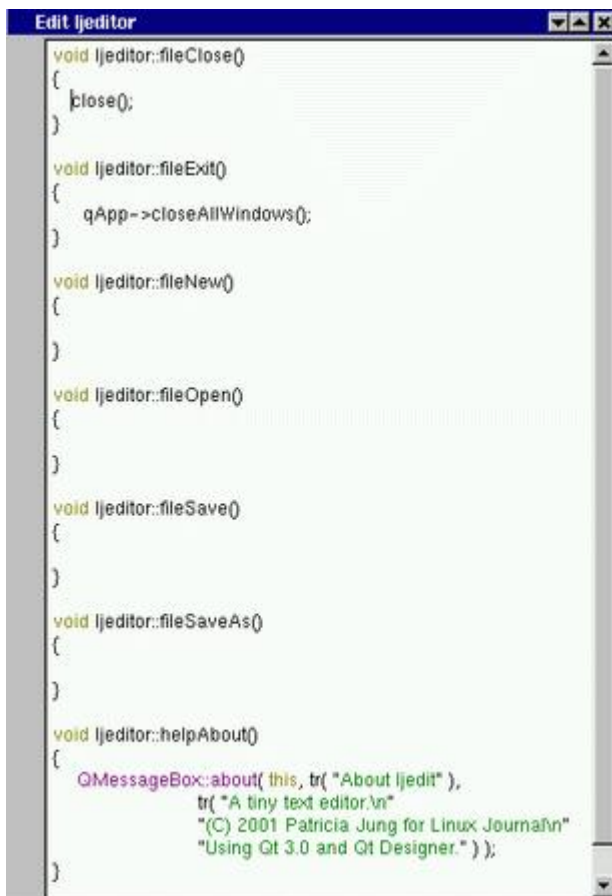 Edit ljeditor
void ljeditor::fileClose()
{
close();
}
void ljeditor::fileExit()
{
qApp->closeAllWindows();
}
void ljeditor::fileNew()
{
}
void ljeditor::fileOpen()
{
}
void ljeditor::fileSave()
{
}
void ljeditor::fileSaveAs()
{
}
void ljeditor::helpAbout()
{
QMessageBox::about( this, tr( "About ljedit" ),
tr( "A tiny text editor.\n"
"(C) 2001 Patricia Jung for Linux Journal\n"
"Using Qt 3.0 and Qt Designer." ) );
}